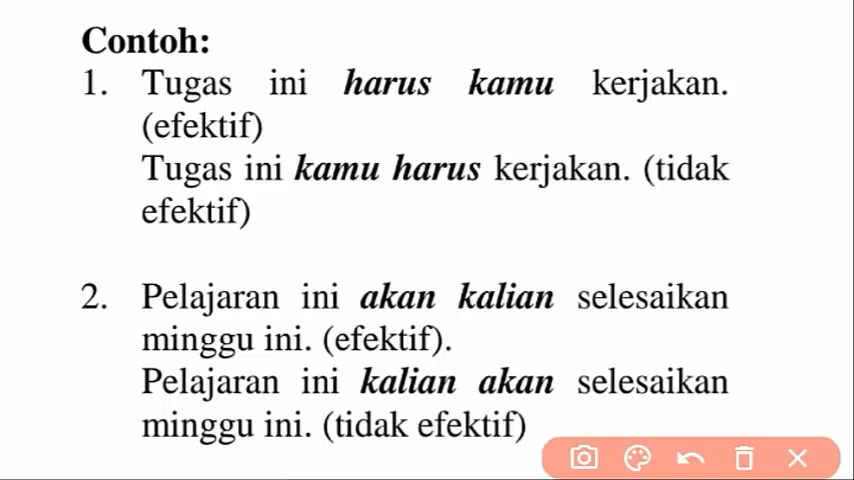 Contoh:
1. Tugas ini harus kamu kerjakan.
(efektif)
Tugas ini kamu harus kerjakan. (tidak
efektif)
2. Pelajaran ini akan kalian selesaikan
minggu ini. (efektif).
Pelajaran ini kalian akan selesaikan
minggu ini. (tidak efektif)